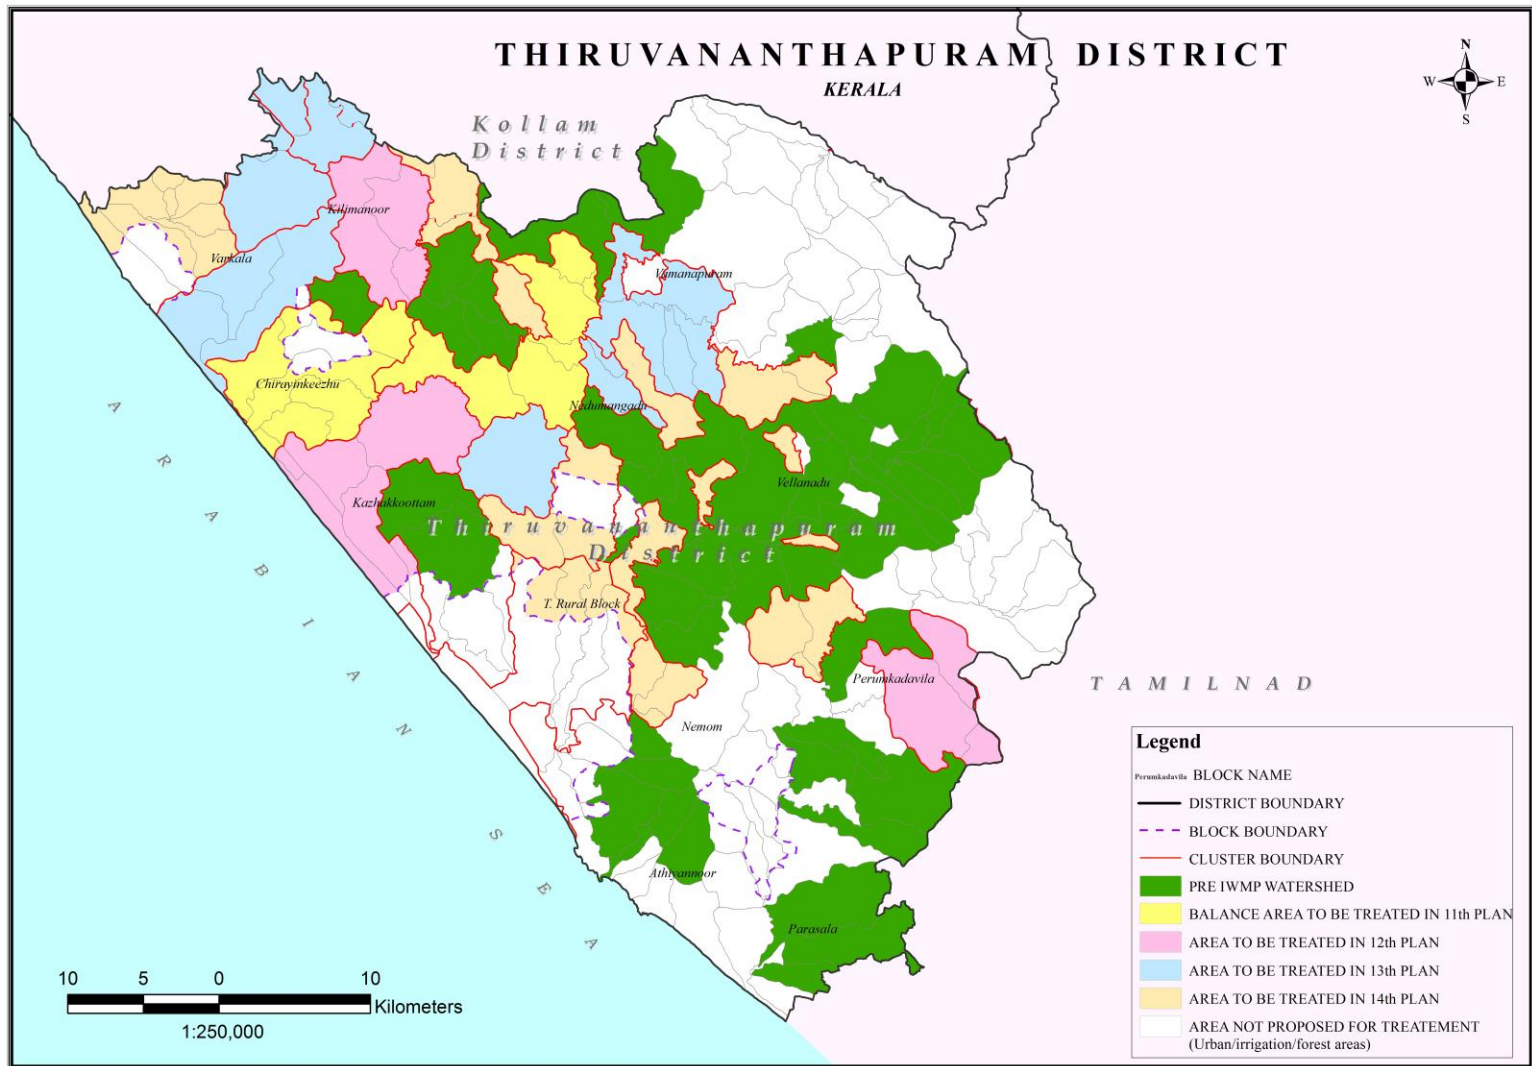 THIRUVANANTHAPURAM DISTRICT
KERALA
N
W E
S
Kollam
District
Kilimanoor
Varkala
Vamanapuram
Chirayinkeezhu
Nedumangadu
Vellanadu
Kazhakkoottam
Thiruvananthapuram
District
T. Rural Block
Perumkadavila
TAMILNAD
Nemom
Athiyannoor
Parasala
ARABIAN SEA
Legend
Perumkadavila BLOCK NAME
DISTRICT BOUNDARY
BLOCK BOUNDARY
CLUSTER BOUNDARY
PRE IWMP WATERSHED
BALANCE AREA TO BE TREATED IN 11th PLAN
AREA TO BE TREATED IN 12th PLAN
AREA TO BE TREATED IN 13th PLAN
AREA TO BE TREATED IN 14th PLAN
AREA NOT PROPOSED FOR TREATEMENT
(Urban/irrigation/forest areas)
10 5 0 10
Kilometers
1:250,000